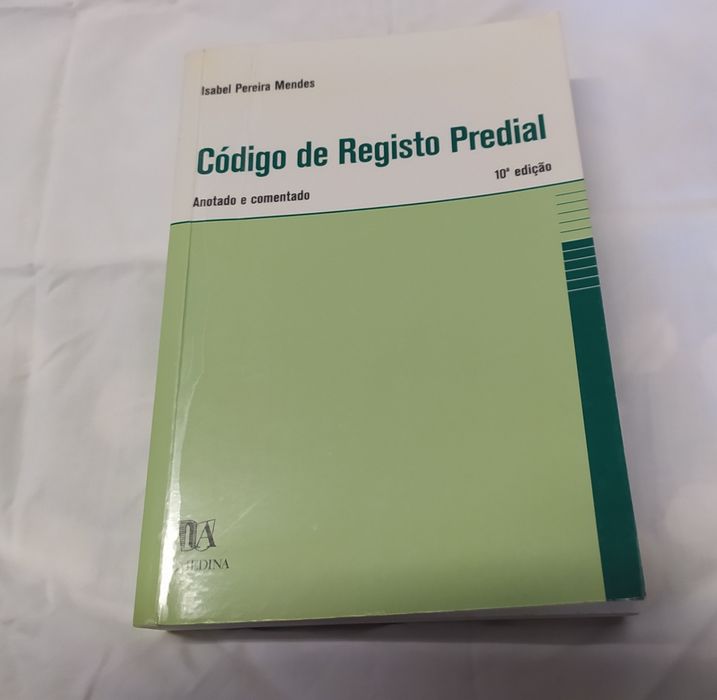 Isabel Pereira Mendes
Código de Registo Predial
10ª edição
Anotado e comentado